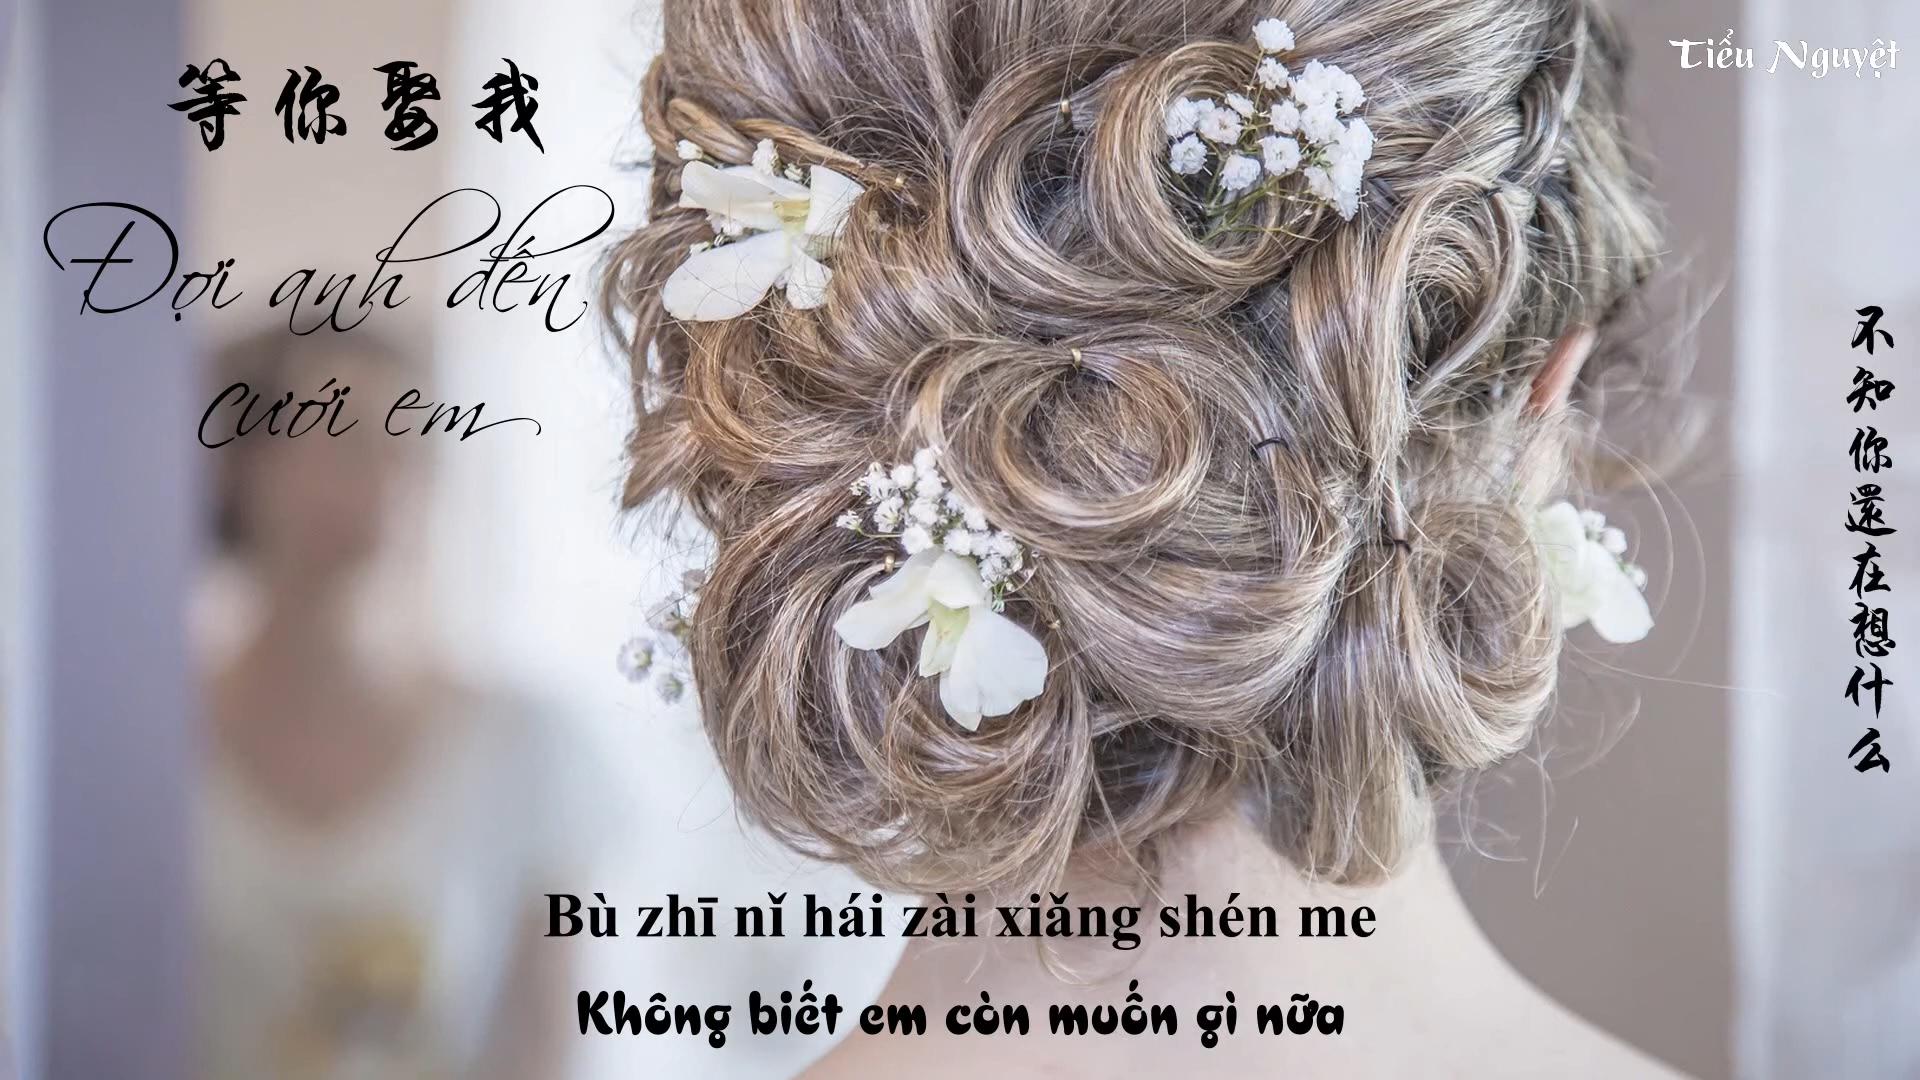 等你娶我
Đợi anh đến
cưới em
Tiểu Nguyệt
不知你還在想什么
Bù zhī nǐ hái zài xiǎng shén me
Không biết em còn muốn gì nữa